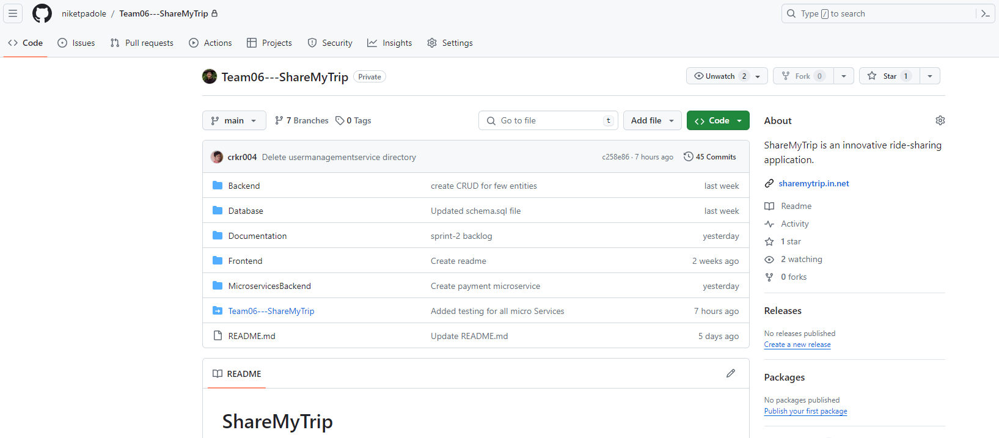 niketpadole / Team06---ShareMyTrip
Type / to search
Code Issues Pull requests Actions Projects Security Insights Settings
Team06---ShareMyTrip Private
Unwatch 2 Fork 0 Star 1
main 7 Branches 0 Tags Go to file t Add file Code
crkr004 Delete usermanagementservice directory c258e86 · 7 hours ago 45 Commits
Backend create CRUD for few entities last week
Database Updated schema.sql file last week
Documentation sprint-2 backlog yesterday
Frontend Create readme 2 weeks ago
MicroservicesBackend Create payment microservice yesterday
Team06---ShareMyTrip Added testing for all micro Services 7 hours ago
README.md Update README.md 5 days ago
README
ShareMyTrip
About
ShareMyTrip is an innovative ride-sharing
application.
sharemytrip.in.net
Readme
Activity
1 star
2 watching
0 forks
Releases
No releases published
Create a new release
Packages
No packages published
Publish your first package